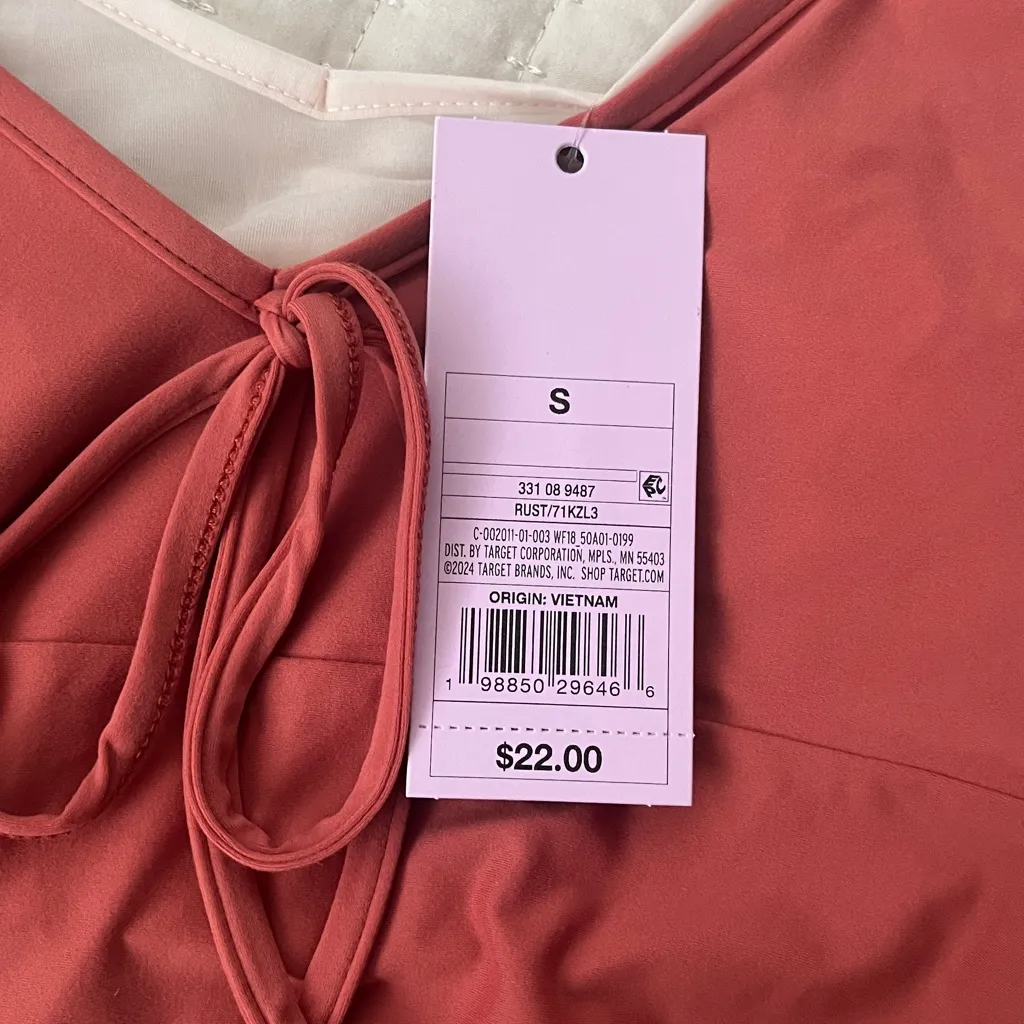 S
331 08 9487
RUST/71KZL3
C-002011-01-003 WF18_50A01-0199
DIST. BY TARGET CORPORATION, MPLS., MN 55403
©2024 TARGET BRANDS, INC. SHOP TARGET.COM
ORIGIN: VIETNAM
1 98850 29646 6
$22.00